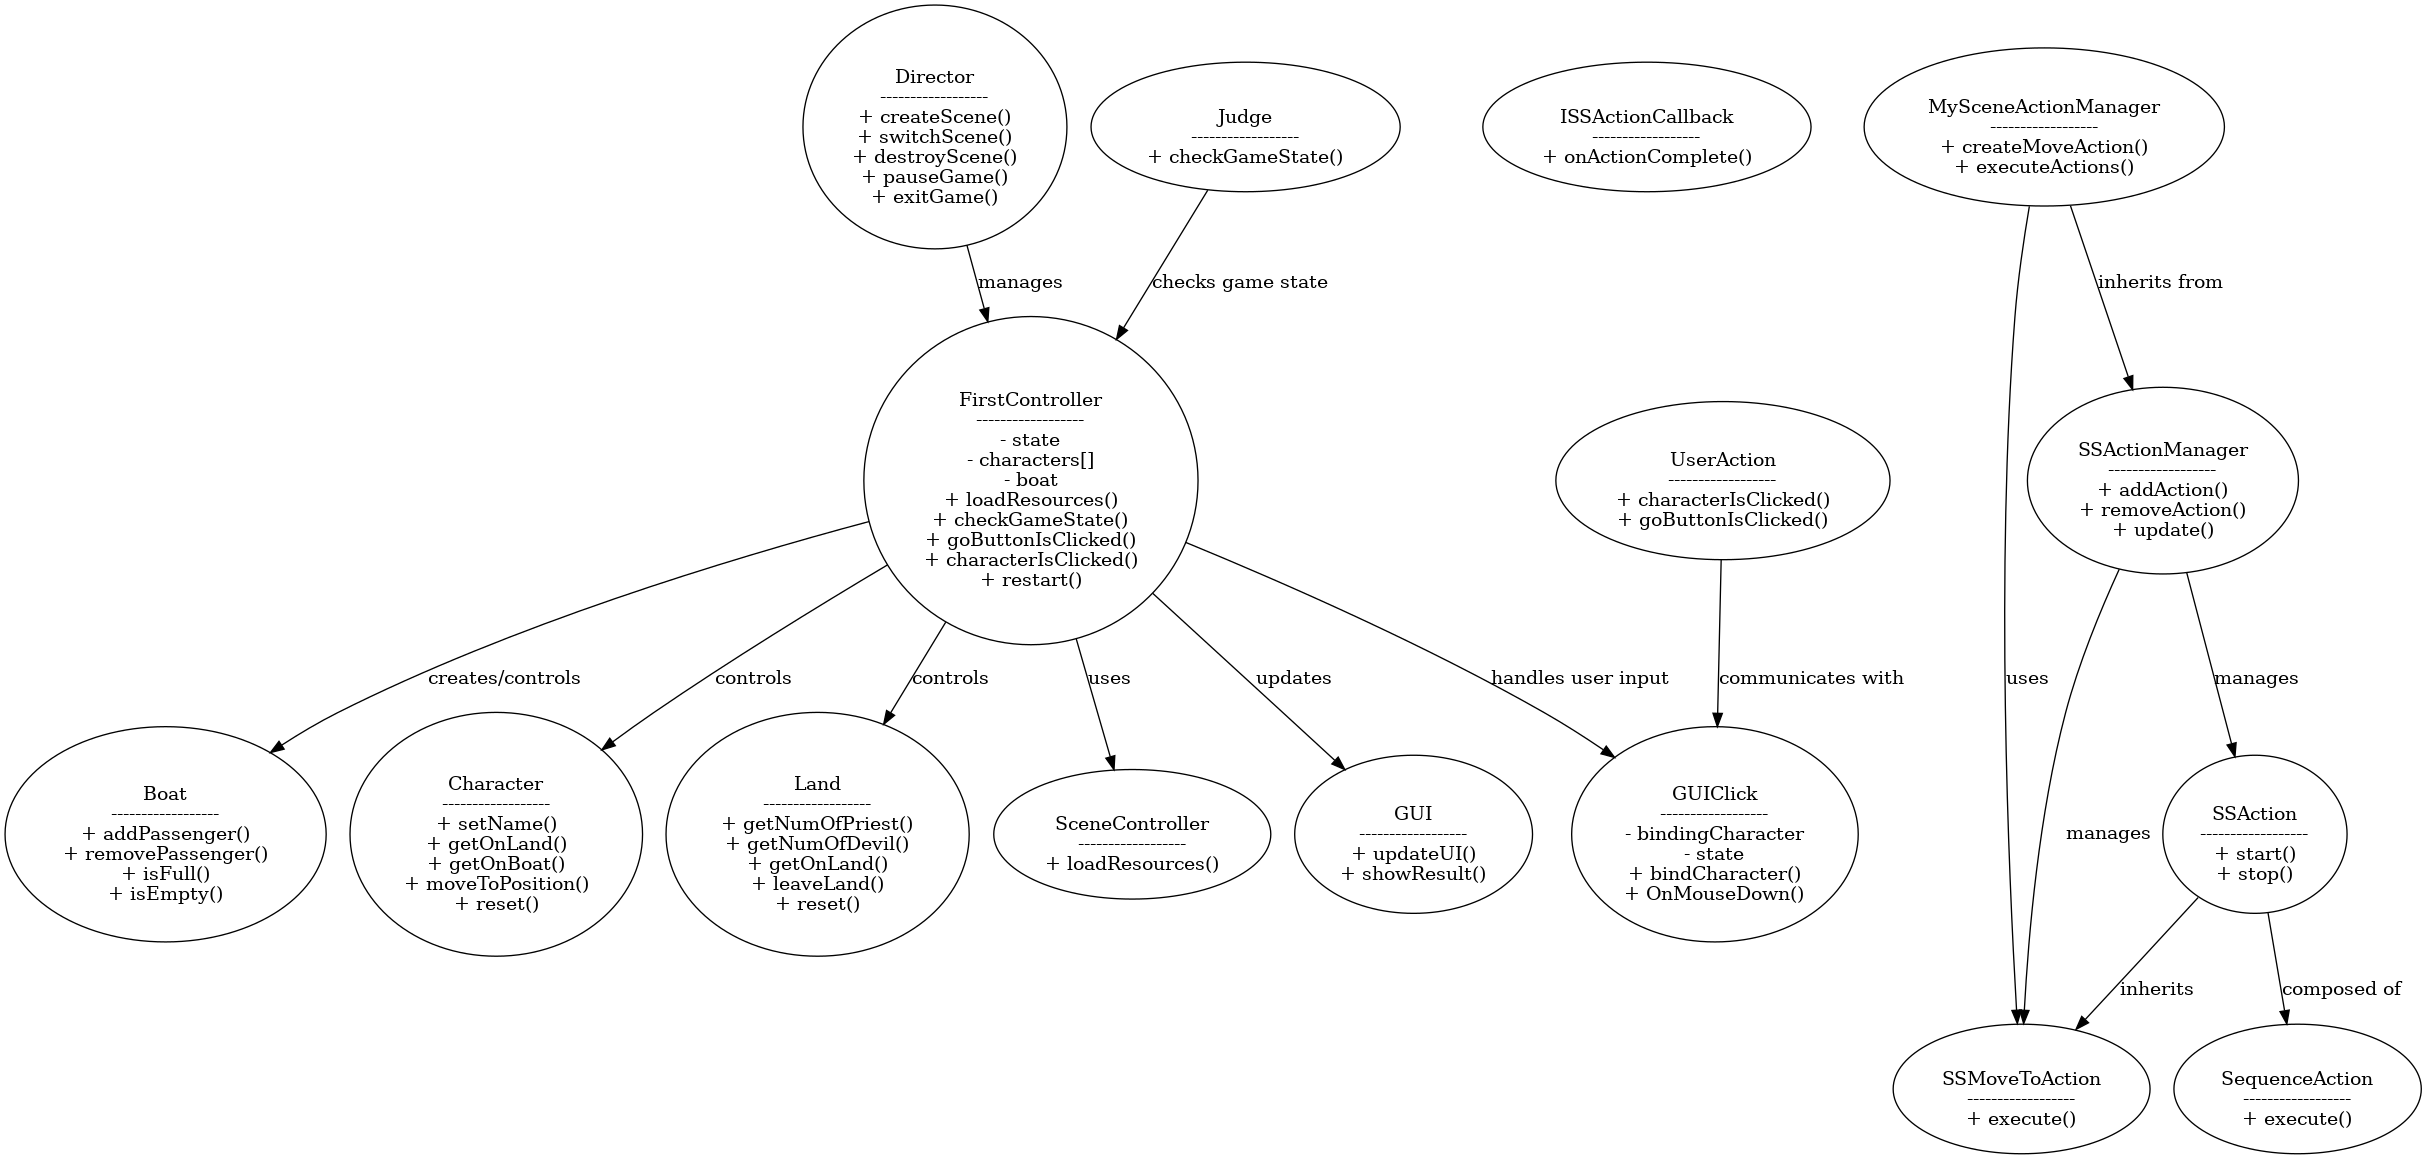 Director
------------------
+ createScene()
+ switchScene()
+ destroyScene()
+ pauseGame()
+ exitGame()
Judge
------------------
+ checkGameState()
ISSActionCallback
------------------
+ onActionComplete()
MySceneActionManager
------------------
+ createMoveAction()
+ executeActions()
manages
checks game state
inherits from
FirstController
------------------
- state
- characters[]
- boat
+ loadResources()
+ checkGameState()
+ goButtonIsClicked()
+ characterIsClicked()
+ restart()
UserAction
------------------
+ characterIsClicked()
+ goButtonIsClicked()
SSActionManager
------------------
+ addAction()
+ removeAction()
+ update()
creates/controls
controls
controls
uses
updates
handles user input
communicates with
uses
manages
Boat
------------------
+ addPassenger()
+ removePassenger()
+ isFull()
+ isEmpty()
Character
------------------
+ setName()
+ getOnLand()
+ getOnBoat()
+ moveToPosition()
+ reset()
Land
------------------
+ getNumOfPriest()
+ getNumOfDevil()
+ getOnLand()
+ leaveLand()
+ reset()
SceneController
------------------
+ loadResources()
GUI
------------------
+ updateUI()
+ showResult()
GUIClick
------------------
- bindingCharacter
- state
+ bindCharacter()
+ OnMouseDown()
manages
SSAction
------------------
+ start()
+ stop()
inherits
composed of
SSMoveToAction
------------------
+ execute()
SequenceAction
------------------
+ execute()